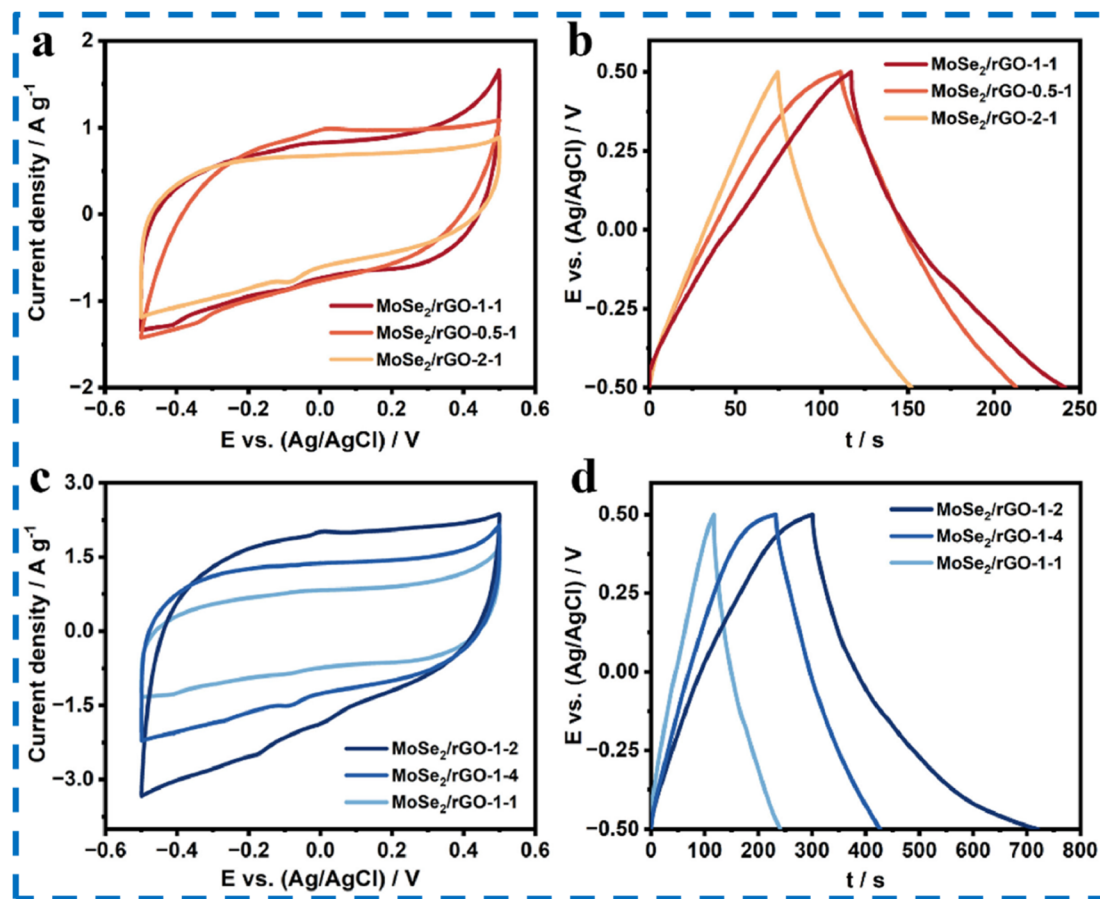 a
2
1
0
−1
−2
Current density / A g⁻¹
MoSe₂/rGO-1-1
MoSe₂/rGO-0.5-1
MoSe₂/rGO-2-1
−0.6 −0.4 −0.2 0.0 0.2 0.4 0.6
E vs. (Ag/AgCl) / V
b
0.50
0.25
0.00
−0.25
−0.50
E vs. (Ag/AgCl) / V
MoSe₂/rGO-1-1
MoSe₂/rGO-0.5-1
MoSe₂/rGO-2-1
0 50 100 150 200 250
t / s
c
3.0
1.5
0.0
−1.5
−3.0
Current density / A g⁻¹
MoSe₂/rGO-1-2
MoSe₂/rGO-1-4
MoSe₂/rGO-1-1
−0.6 −0.4 −0.2 0.0 0.2 0.4 0.6
E vs. (Ag/AgCl) / V
d
0.50
0.25
0.00
−0.25
−0.50
E vs. (Ag/AgCl) / V
MoSe₂/rGO-1-2
MoSe₂/rGO-1-4
MoSe₂/rGO-1-1
0 100 200 300 400 500 600 700 800
t / s